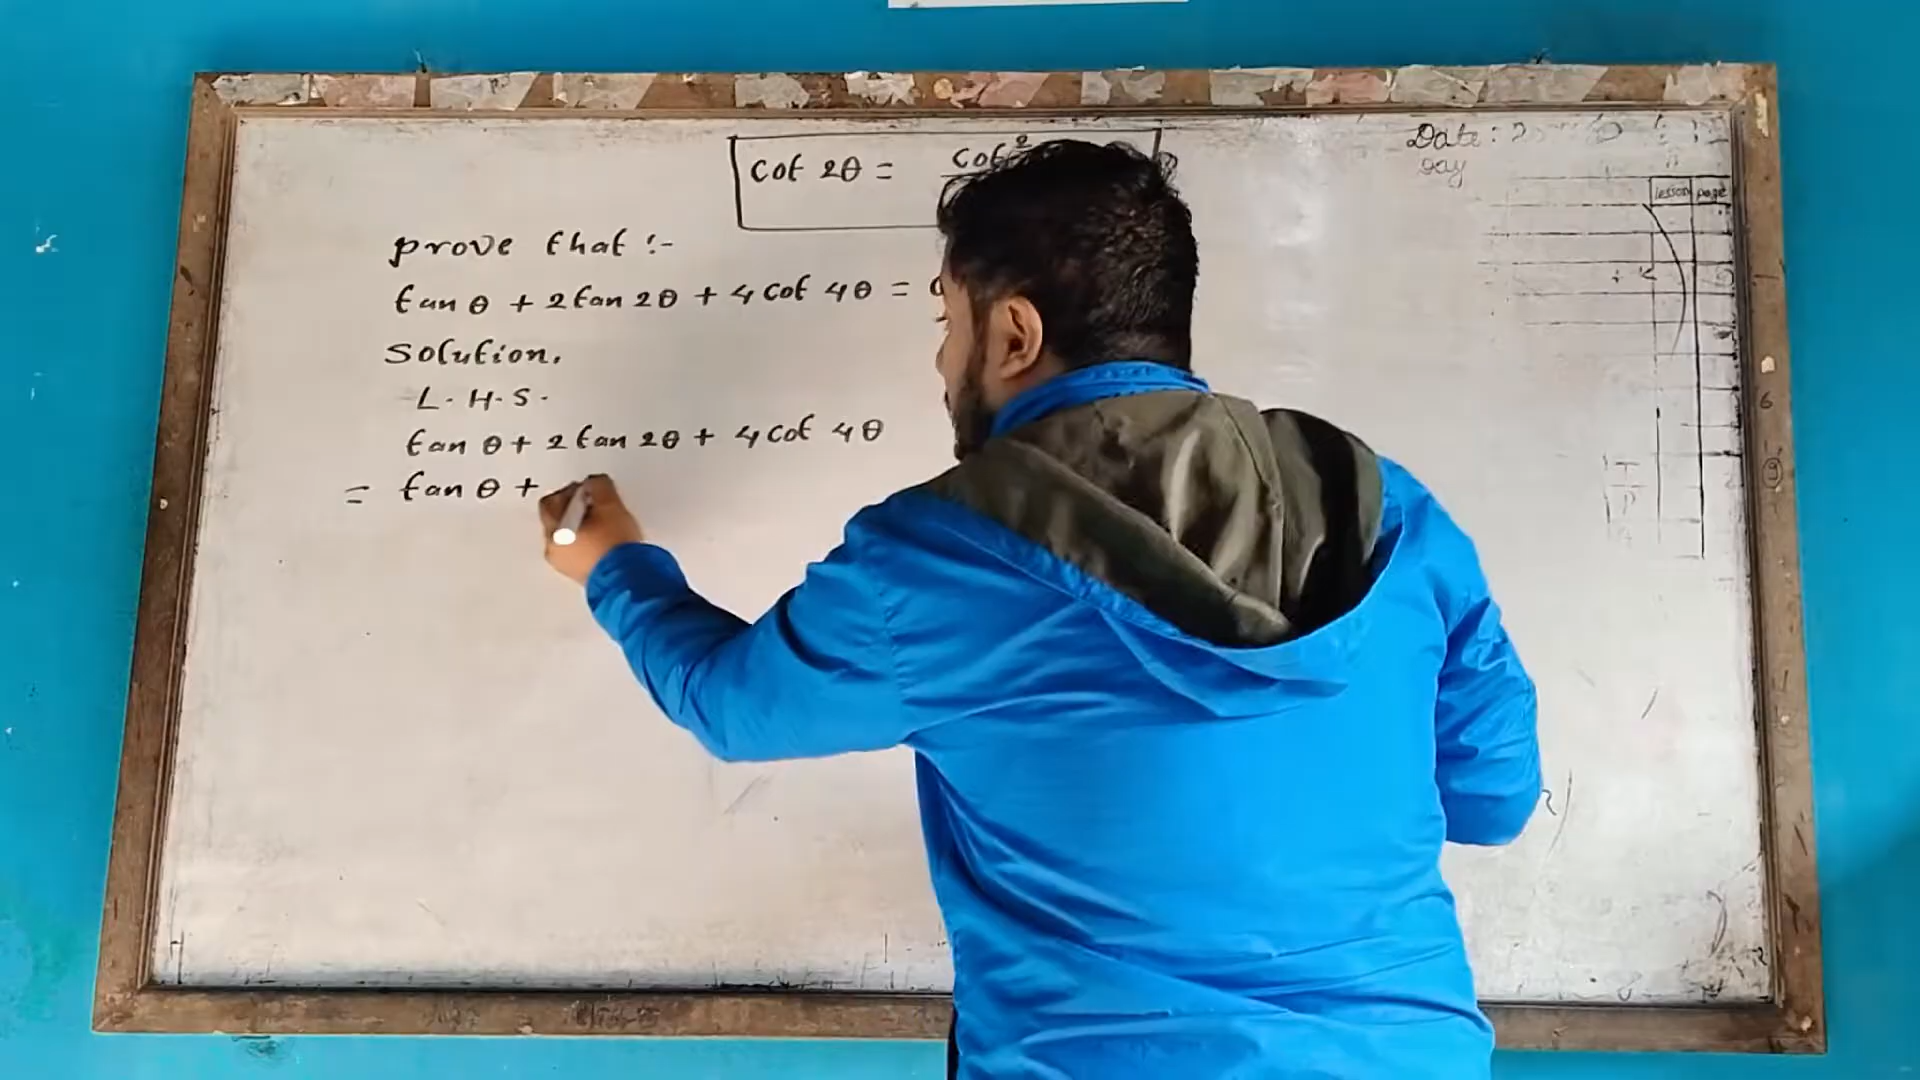 Date:
Day
lesson page
cot 2θ = cot²
prove that :-
tan θ + 2 tan 2θ + 4 cot 4θ =
Solution.
L.H.S.
tan θ + 2 tan 2θ + 4 cot 4θ
= tan θ +